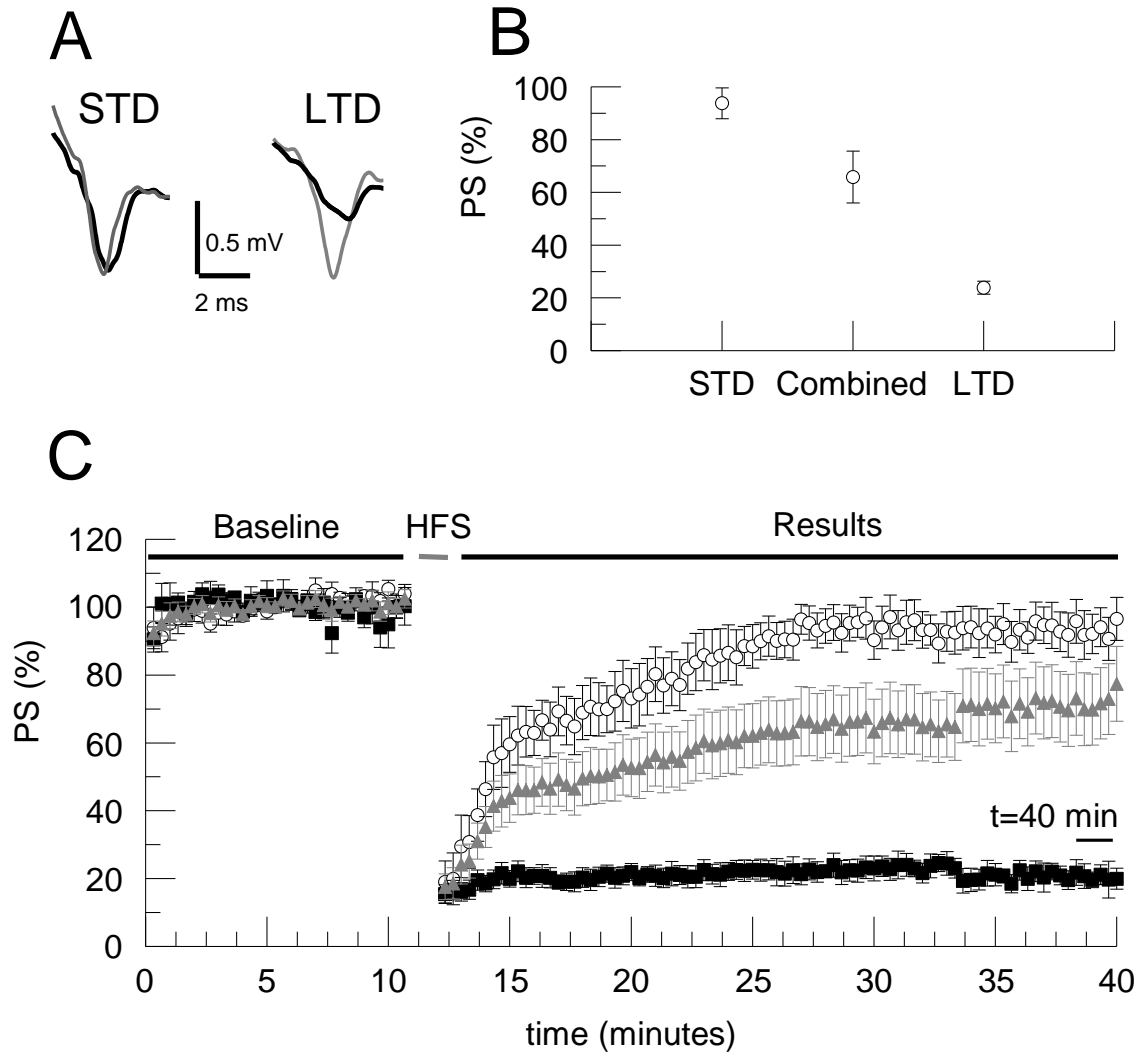 A
STD
LTD
0.5 mV
2 ms
B
PS (%)
100
80
60
40
20
0
STD Combined LTD
C
Baseline HFS Results
PS (%)
120
100
80
60
40
20
0
t=40 min
0 5 10 15 20 25 30 35 40
time (minutes)